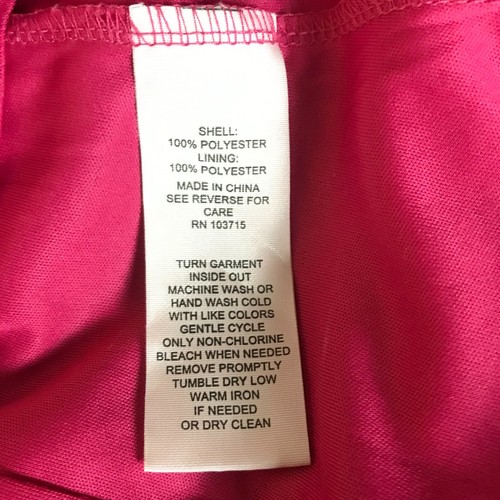 SHELL:
100% POLYESTER
LINING:
100% POLYESTER
MADE IN CHINA
SEE REVERSE FOR
CARE
RN 103715
TURN GARMENT
INSIDE OUT
MACHINE WASH OR
HAND WASH COLD
WITH LIKE COLORS
GENTLE CYCLE
ONLY NON-CHLORINE
BLEACH WHEN NEEDED
REMOVE PROMPTLY
TUMBLE DRY LOW
WARM IRON
IF NEEDED
OR DRY CLEAN